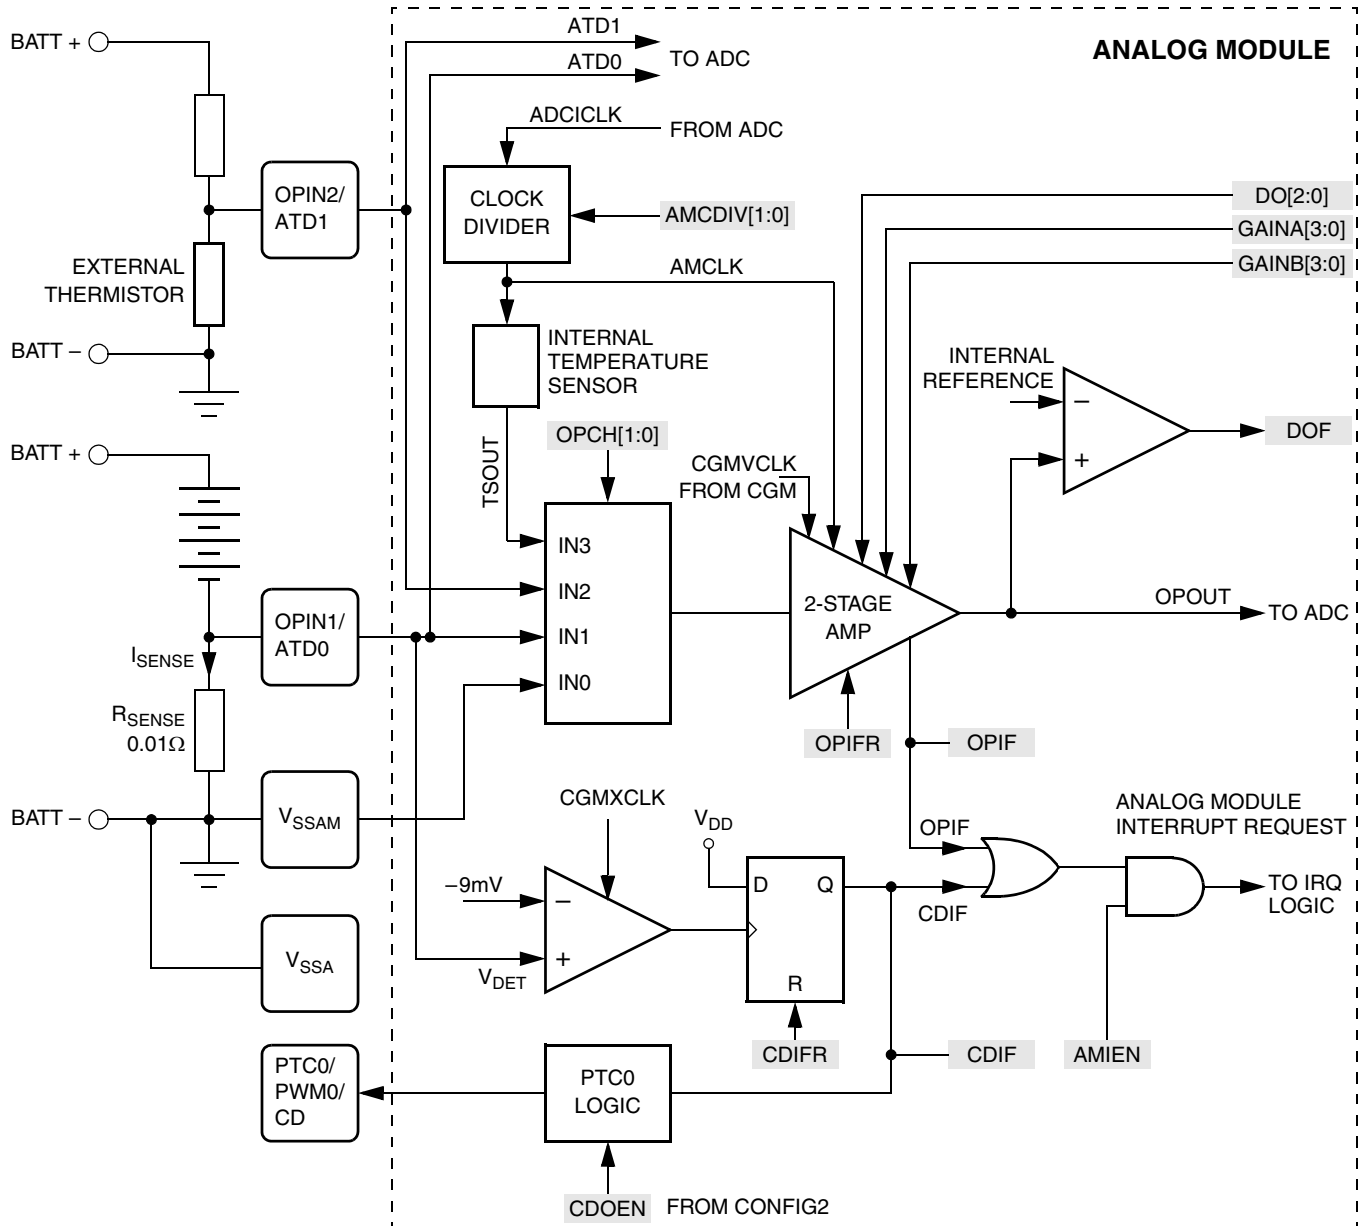 ANALOG MODULE
BATT +
ATD1
ATD0
TO ADC
ADCICLK
FROM ADC
CLOCK
DIVIDER
AMCDIV[1:0]
DO[2:0]
GAINA[3:0]
GAINB[3:0]
OPIN2/
ATD1
EXTERNAL
THERMISTOR
BATT –
AMCLK
INTERNAL
TEMPERATURE
SENSOR
INTERNAL
REFERENCE
–
+
DOF
BATT +
TSOUT
OPCH[1:0]
CGMVCLK
FROM CGM
IN3
IN2
IN1
IN0
2-STAGE
AMP
OPOUT
TO ADC
OPIN1/
ATD0
ISENSE
RSENSE
0.01Ω
OPIFR
OPIF
BATT –
VSSAM
VSSA
CGMXCLK
VDD
–9mV
–
+
VDET
D
Q
R
OPIF
CDIF
ANALOG MODULE
INTERRUPT REQUEST
TO IRQ
LOGIC
CDIFR
CDIF
AMIEN
PTC0/
PWM0/
CD
PTC0
LOGIC
CDOEN
FROM CONFIG2